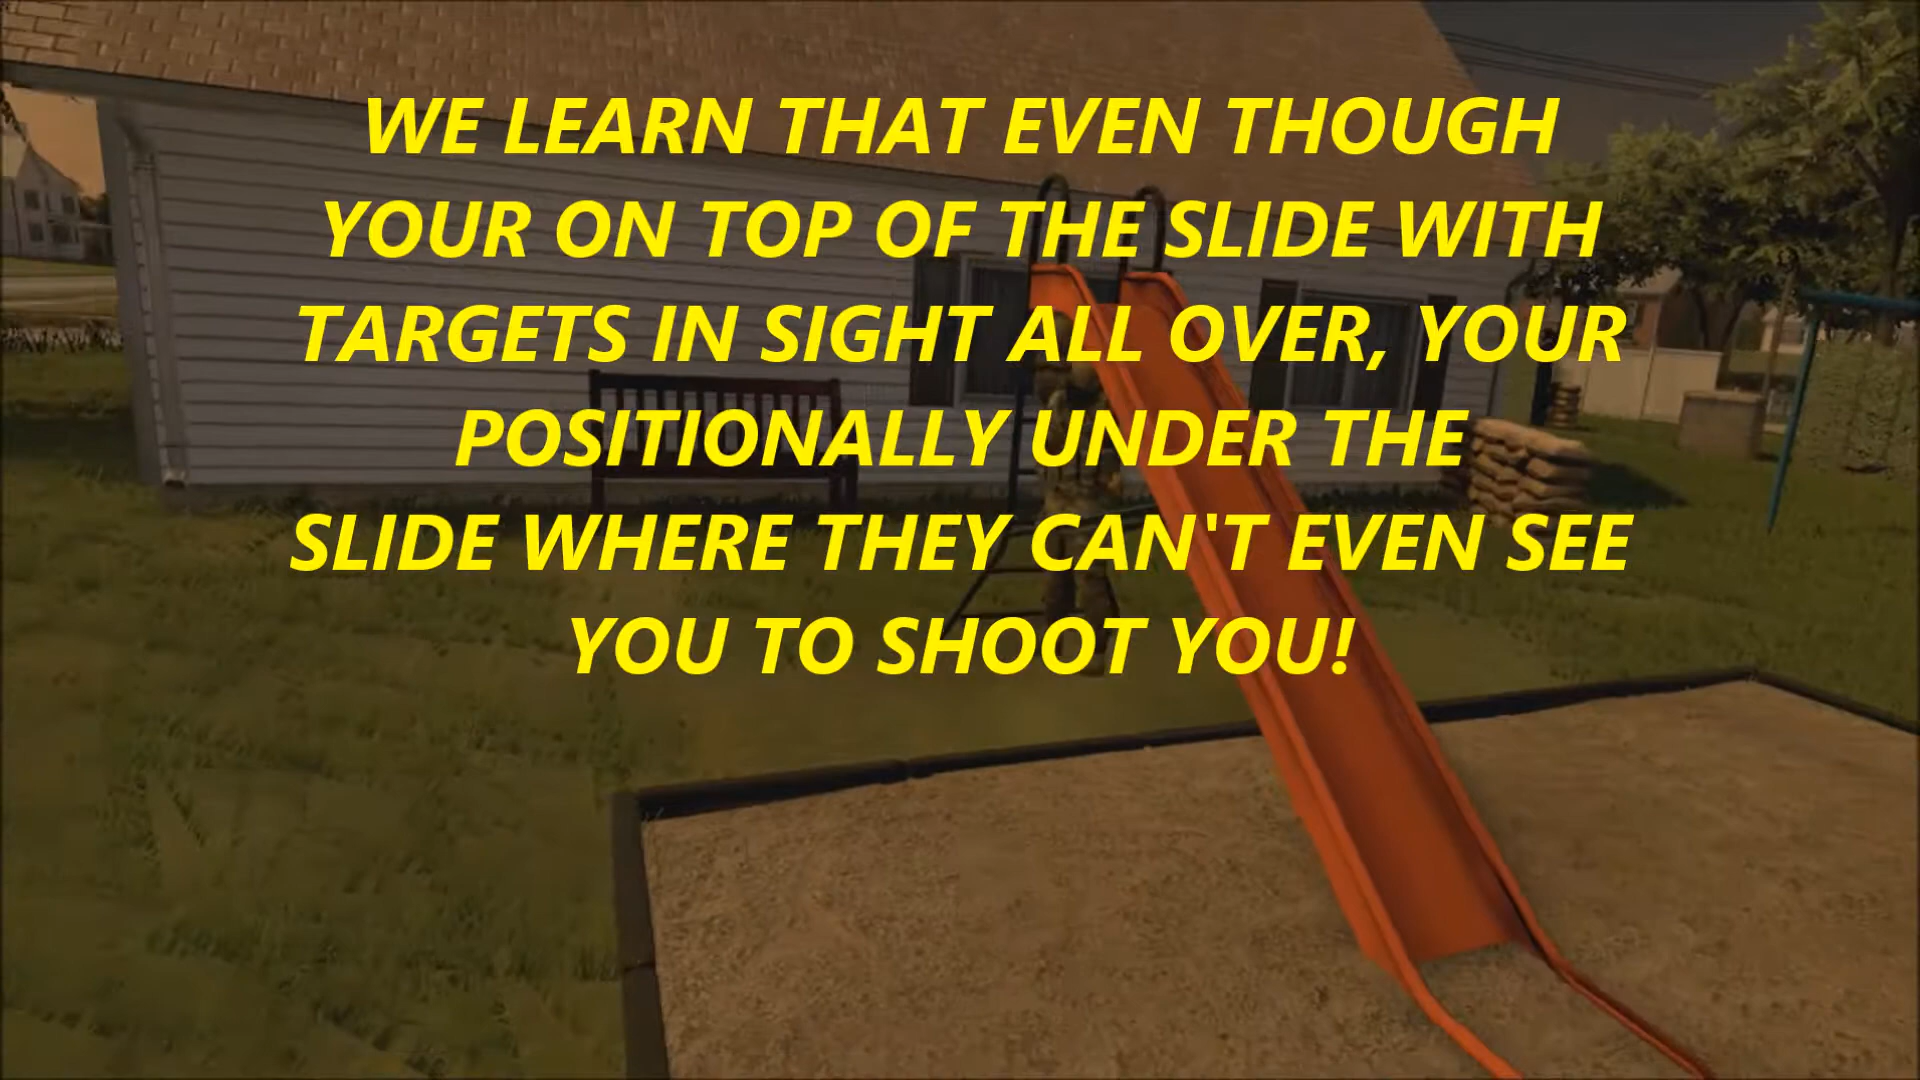 WE LEARN THAT EVEN THOUGH
YOUR ON TOP OF THE SLIDE WITH
TARGETS IN SIGHT ALL OVER, YOUR
POSITIONALLY UNDER THE
SLIDE WHERE THEY CAN'T EVEN SEE
YOU TO SHOOT YOU!